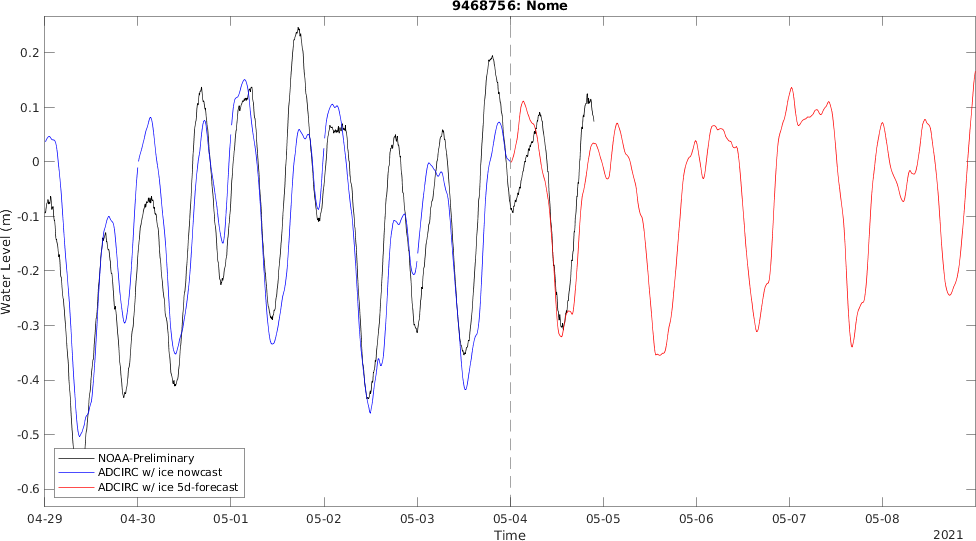 9468756: Nome
0.2
0.1
0
-0.1
-0.2
-0.3
-0.4
-0.5
-0.6
Water Level (m)
NOAA-Preliminary
ADCIRC w/ ice nowcast
ADCIRC w/ ice 5d-forecast
04-29 04-30 05-01 05-02 05-03 05-04 05-05 05-06 05-07 05-08
Time
2021